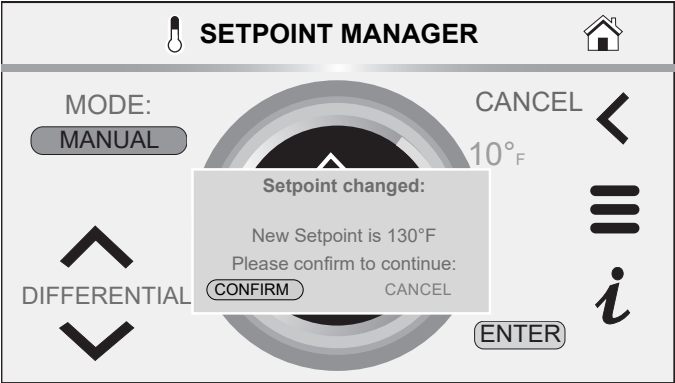 SETPOINT MANAGER
MODE:
MANUAL
CANCEL
10°F
Setpoint changed:
New Setpoint is 130°F
Please confirm to continue:
CONFIRM
CANCEL
DIFFERENTIAL
i
ENTER